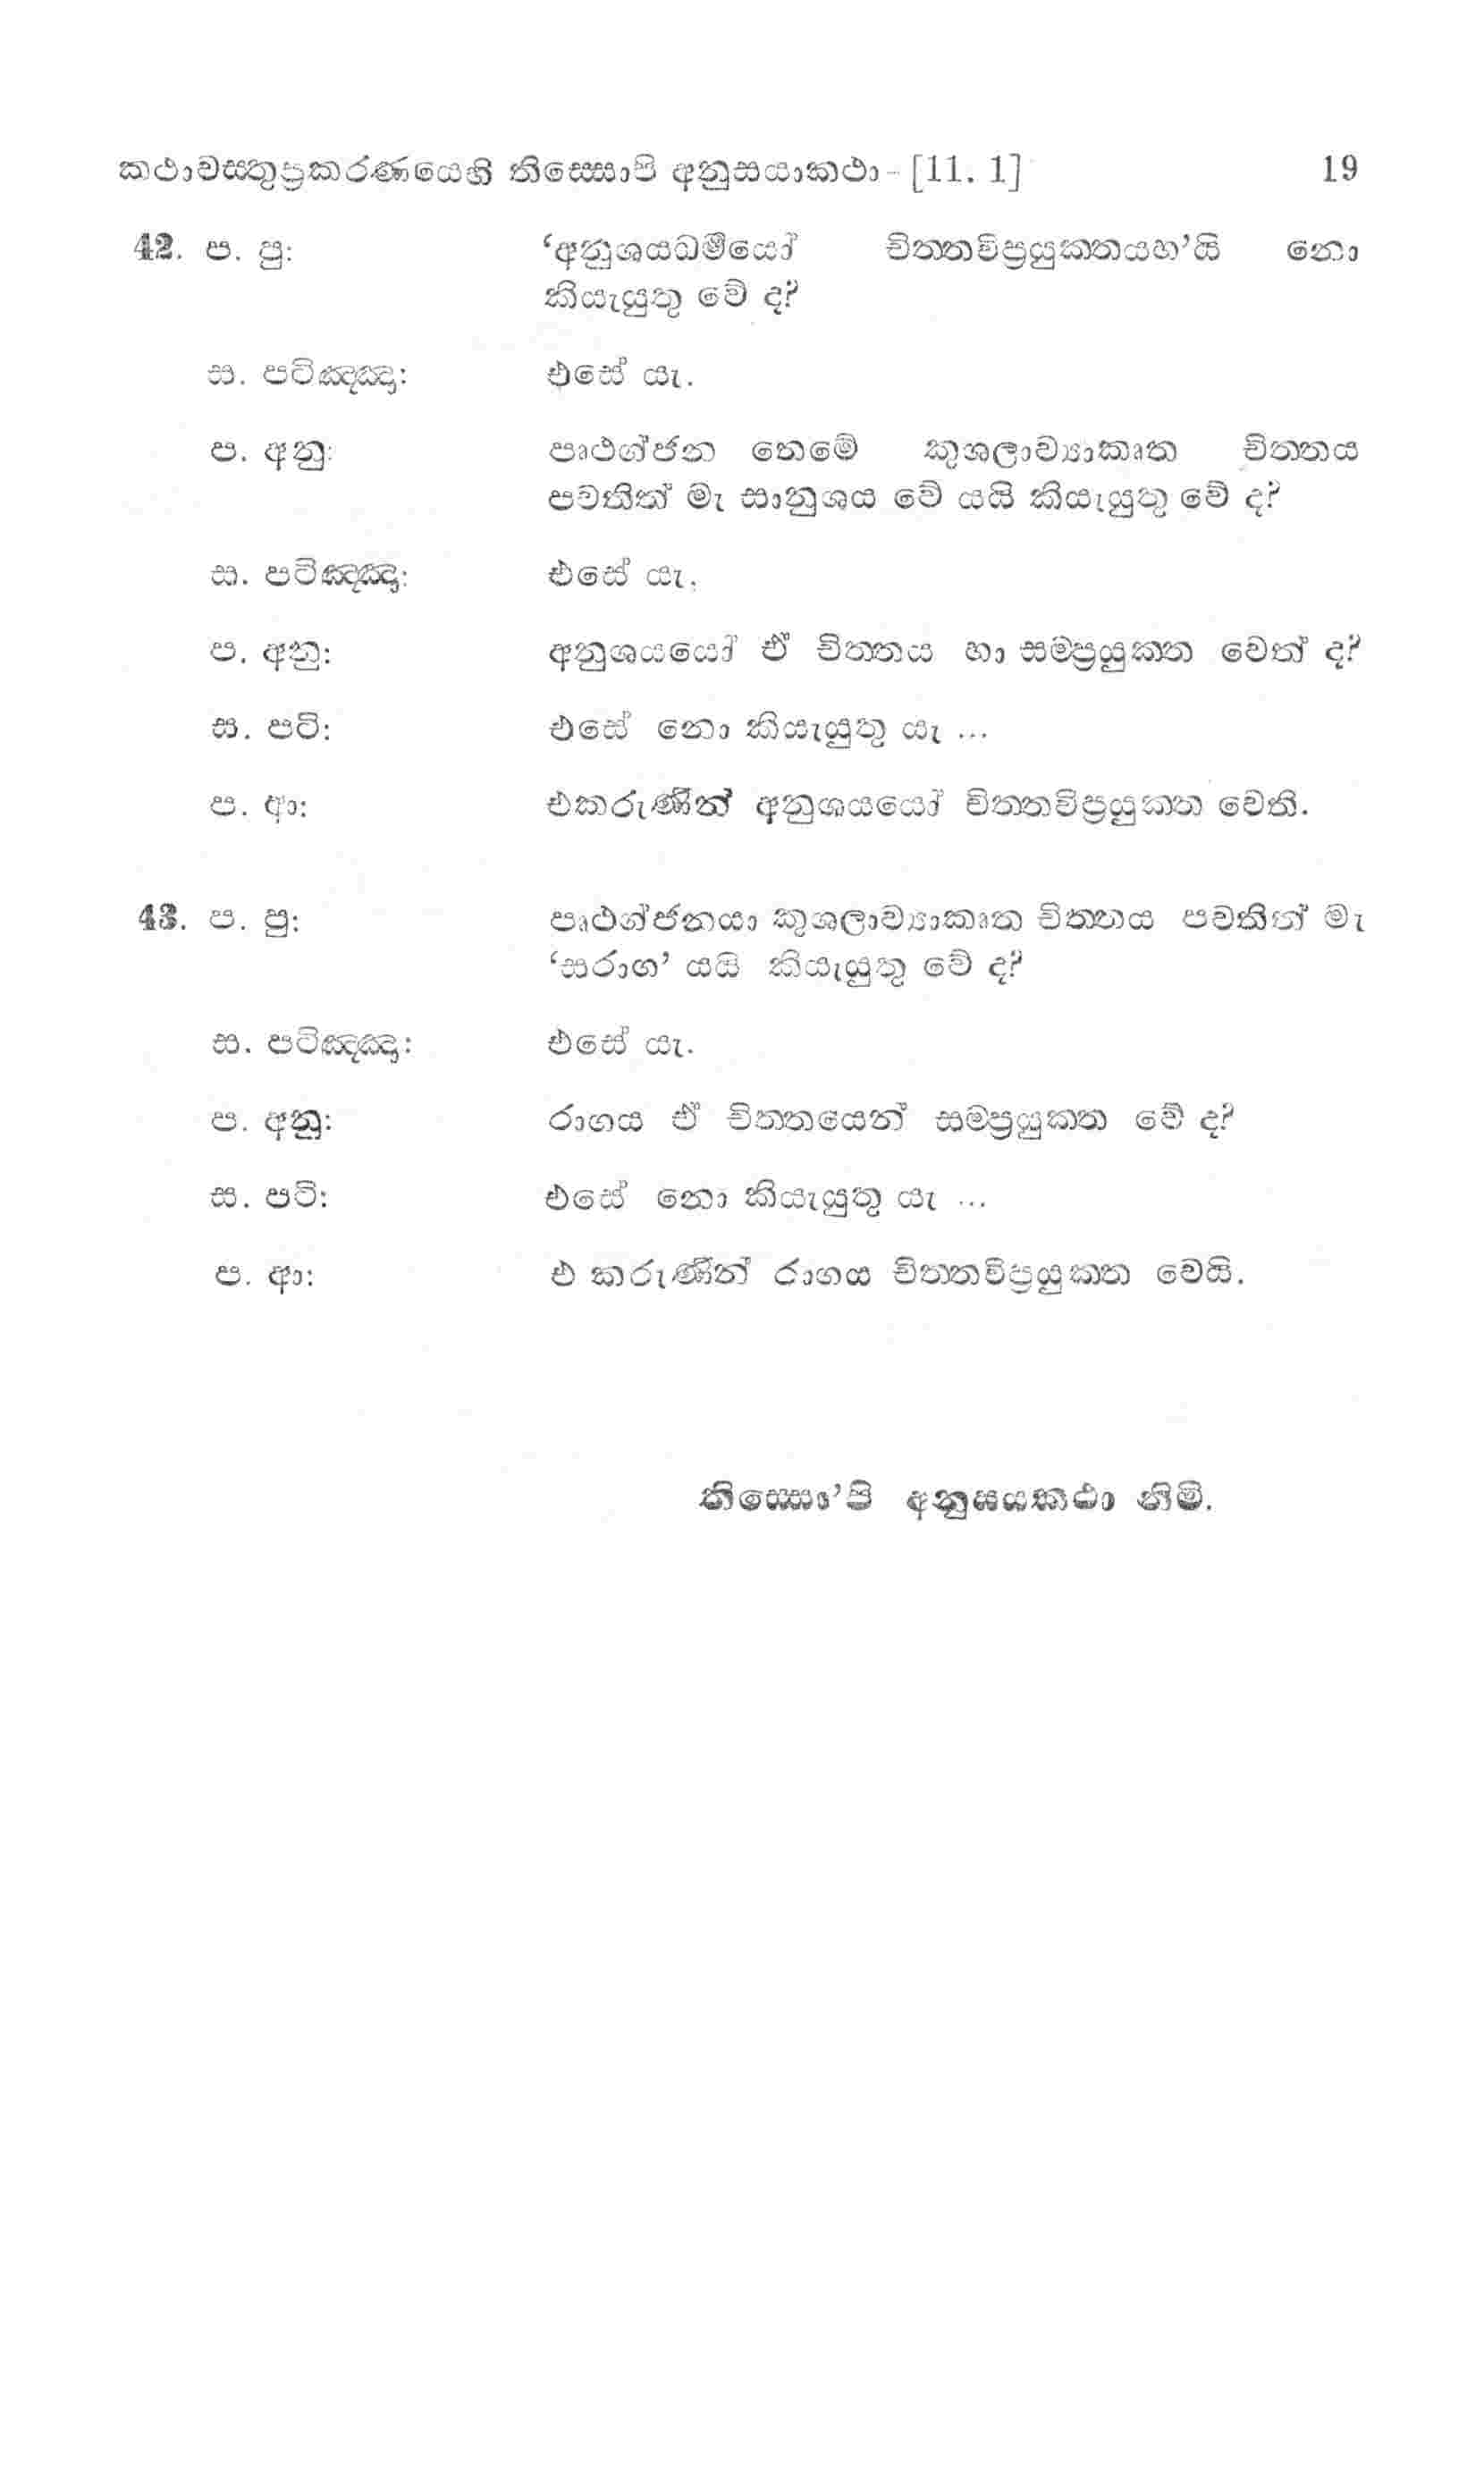 කථාවස්තුප්‍රකරණයෙහි තිස්සොපි අනුසයාකථා - [11. 1] 19
42. ප. පු: ‘අනුශයධර්මයෝ චිත්තවිප්‍රයුක්තයහ’යි නො
කියැයුතු වේ ද?
ස. පටිඤ්ඤා: එසේ යැ.
ප. අනු: පෘථග්ජන තෙමේ කුශලාව්‍යාකෘත චිත්තය
පවතිත් මැ සානුශය වේ යයි කියැයුතු වේ ද?
ස. පටිඤ්ඤා: එසේ යැ.
ප. අනු: අනුශයයෝ ඒ චිත්තය හා සම්ප්‍රයුක්ත වෙත් ද?
ස. පටි: එසේ නො කියැයුතු යැ ...
ප. ආ: එකරුණින් අනුශයයෝ චිත්තවිප්‍රයුක්ත වෙති.
43. ප. පු: පෘථග්ජනයා කුශලාව්‍යාකෘත චිත්තය පවතිත් මැ
‘සරාග’ යයි කියැයුතු වේ ද?
ස. පටිඤ්ඤා: එසේ යැ.
ප. අනු: රාගය ඒ චිත්තයෙන් සම්ප්‍රයුක්ත වේ ද?
ස. පටි: එසේ නො කියැයුතු යැ ...
ප. ආ: එ කරුණින් රාගය චිත්තවිප්‍රයුක්ත වෙයි.
තිස්සො’පි අනුසයකථා නිමි.